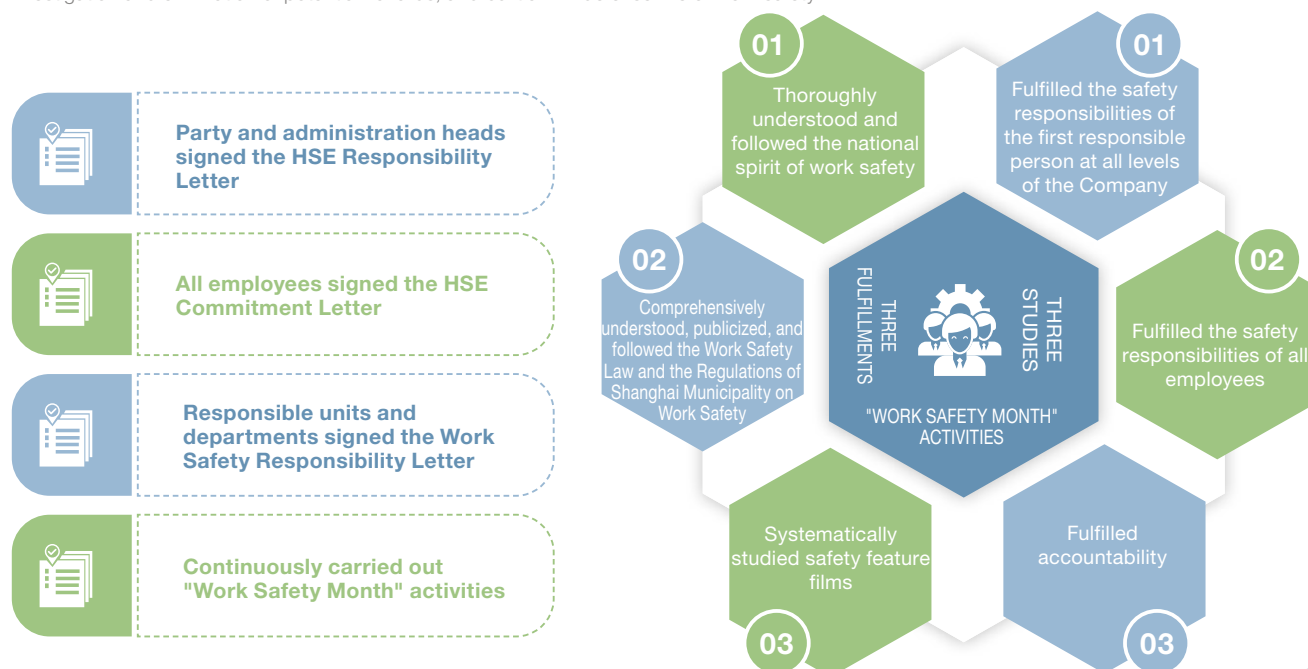 Party and administration heads
signed the HSE Responsibility
Letter
All employees signed the HSE
Commitment Letter
Responsible units and
departments signed the Work
Safety Responsibility Letter
Continuously carried out
"Work Safety Month" activities
01
Thoroughly
understood and
followed the national
spirit of work safety
02
Comprehensively
understood, publicized, and
followed the Work Safety
Law and the Regulations of
Shanghai Municipality on
Work Safety
Systematically
studied safety feature
films
03
THREE
FULFILLMENTS
THREE
STUDIES
"WORK SAFETY MONTH"
ACTIVITIES
01
Fulfilled the safety
responsibilities of
the first responsible
person at all levels
of the Company
02
Fulfilled the safety
responsibilities of all
employees
Fulfilled
accountability
03